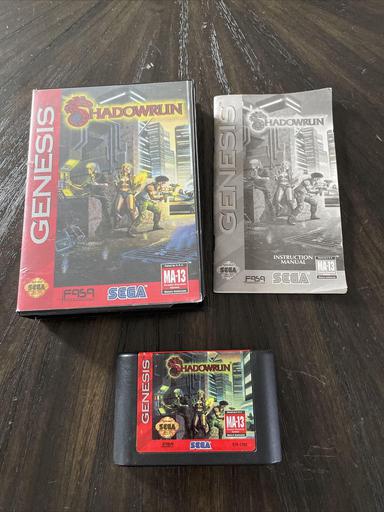 GENESIS
SHADOWRUN
MA-13
FASA
SEGA
GENESIS
SHADOWRUN
INSTRUCTION
MANUAL
FASA
SEGA
MA-13
GENESIS
SHADOWRUN
MA-13
SEGA